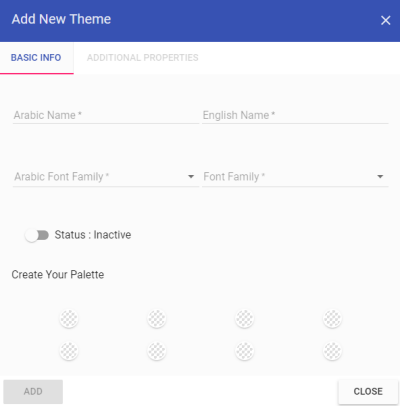 Add New Theme
BASIC INFO
ADDITIONAL PROPERTIES
Arabic Name *
English Name *
Arabic Font Family *
Font Family *
Status : Inactive
Create Your Palette
ADD
CLOSE